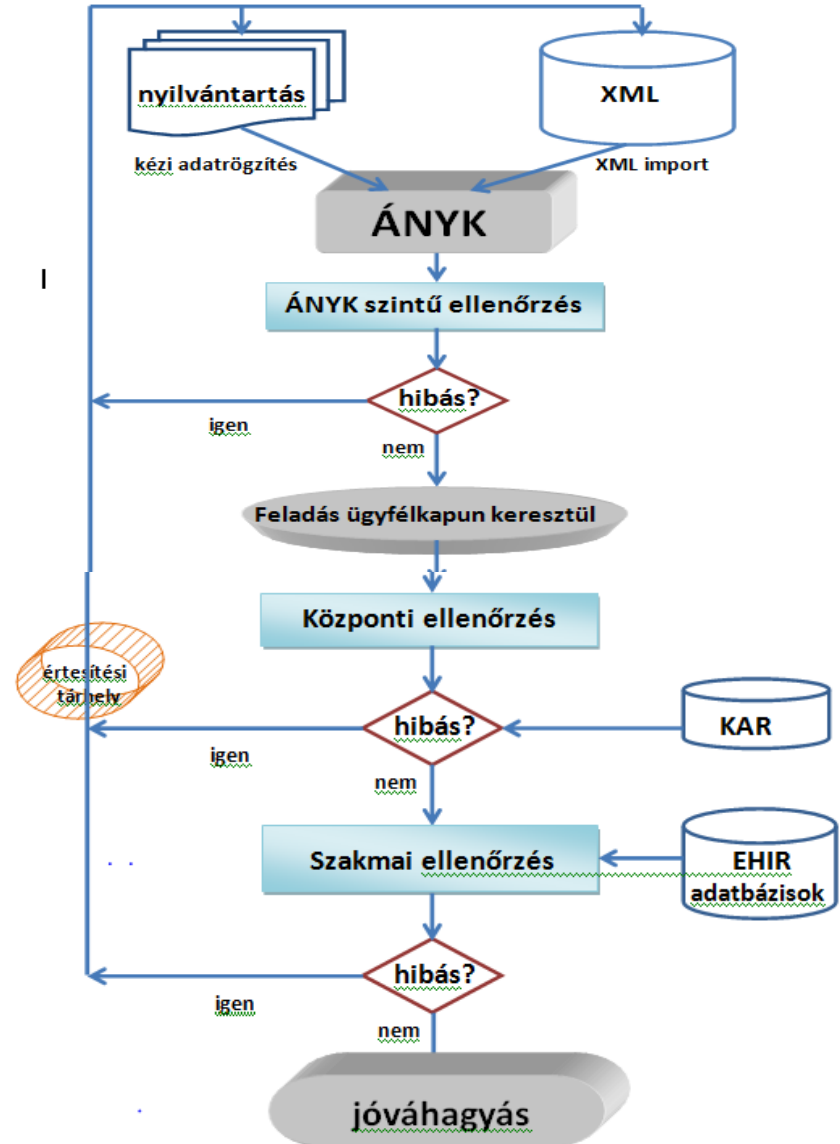 nyilvántartás
XML
kézi adatrögzítés
XML import
ÁNYK
I
ÁNYK szintű ellenőrzés
hibás?
igen
nem
Feladás ügyfélkapun keresztül
Központi ellenőrzés
értesítési
tárhely
hibás?
KAR
igen
nem
Szakmai ellenőrzés
EHIR
adatbázisok
hibás?
igen
nem
jóváhagyás